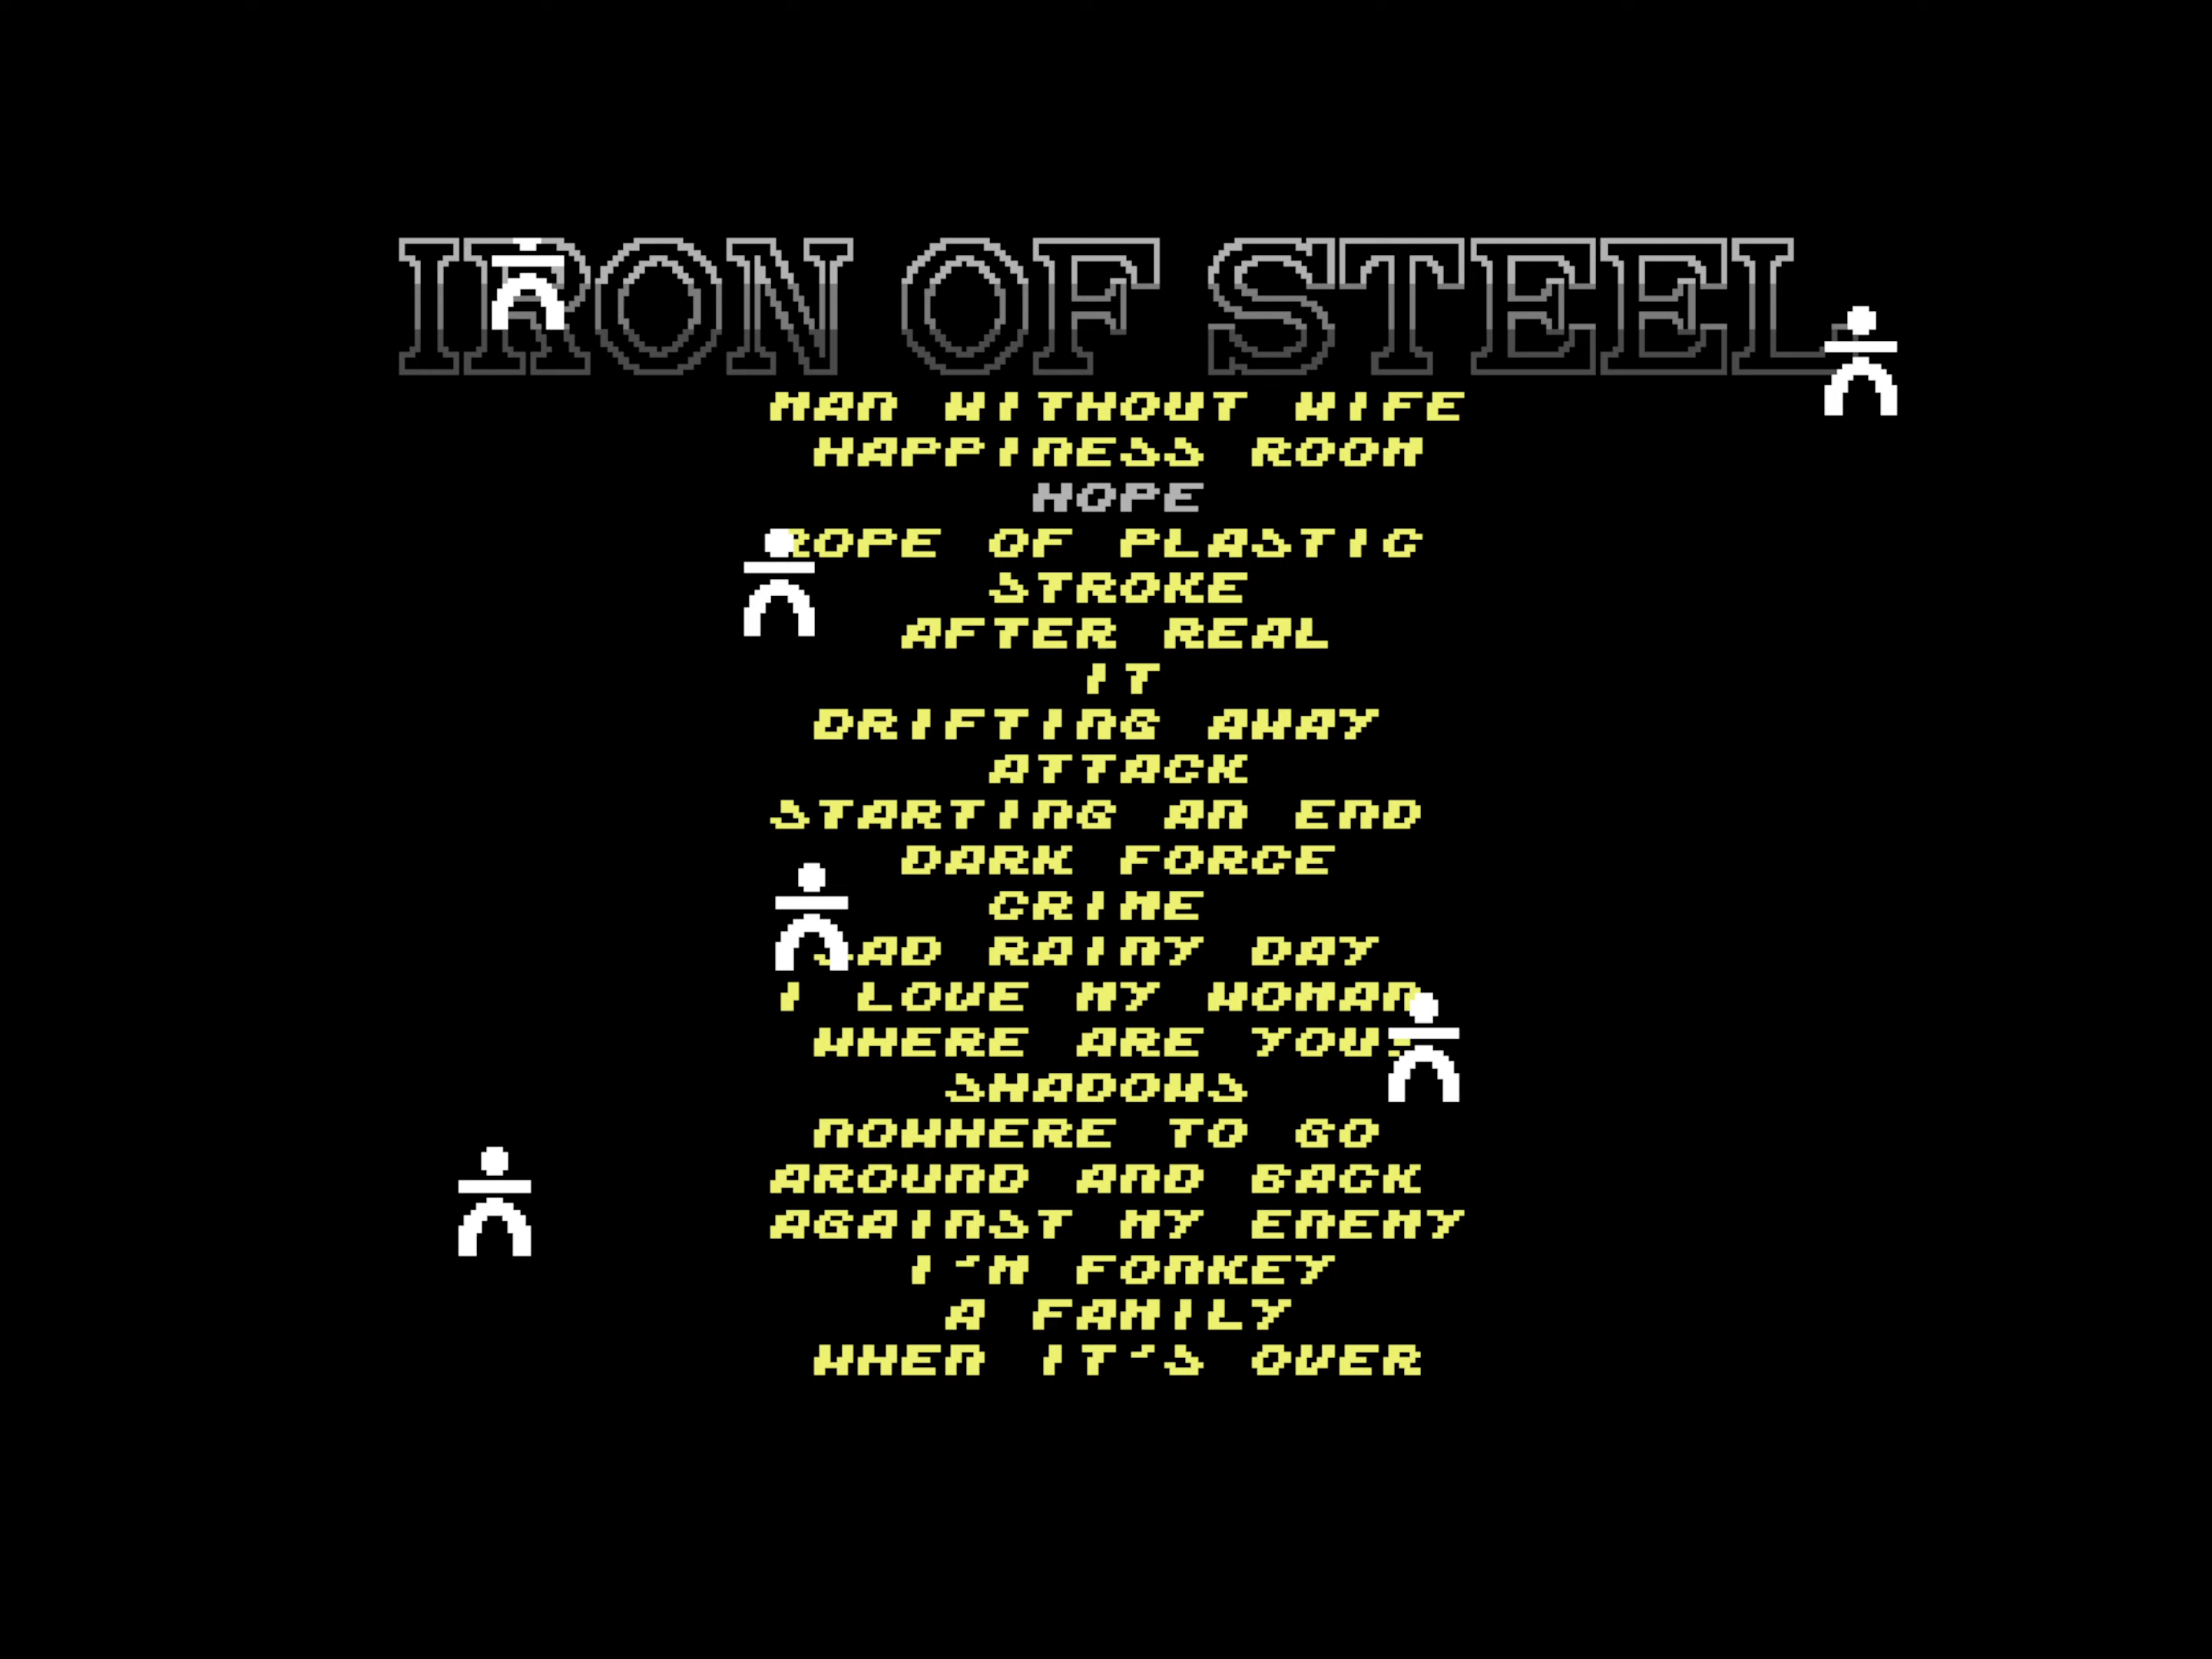 IRON OF STEEL
MAN WITHOUT WIFE
HAPPINESS ROOM
HOPE
ROPE OF PLASTIC
STROKE
AFTER REAL
IT
DRIFTING AWAY
ATTACK
STARTING AN END
DARK FORCE
CRIME
SAD RAINY DAY
I LOVE MY WOMAN
WHERE ARE YOU?
SHADOWS
NOWHERE TO GO
AROUND AND BACK
AGAINST MY ENEMY
I'M FONKEY
A FAMILY
WHEN IT'S OVER